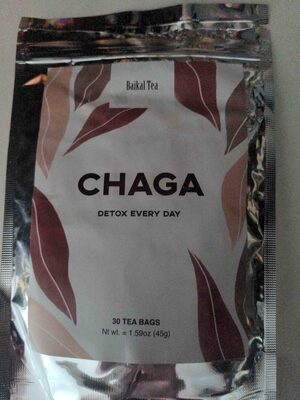 Baikal Tea
CHAGA
DETOX EVERY DAY
30 TEA BAGS
Nt wt. = 1.59oz (45g)